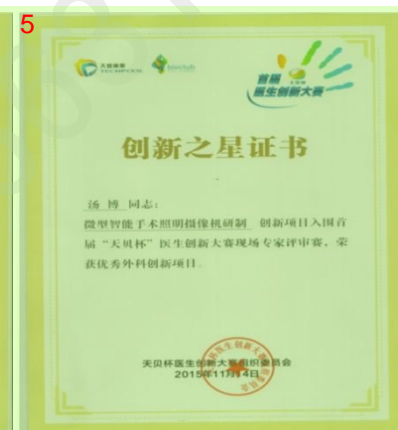 5
TECHPOOL
首届
医生创新大赛
创新之星证书
汤 博 同志：
微型智能手术照明摄像机研制 创新项目入围首
届“天贝杯”医生创新大赛现场专家评审赛，荣
获优秀外科创新项目.
天贝杯医生创新大赛组织委员会
2015年11月14日